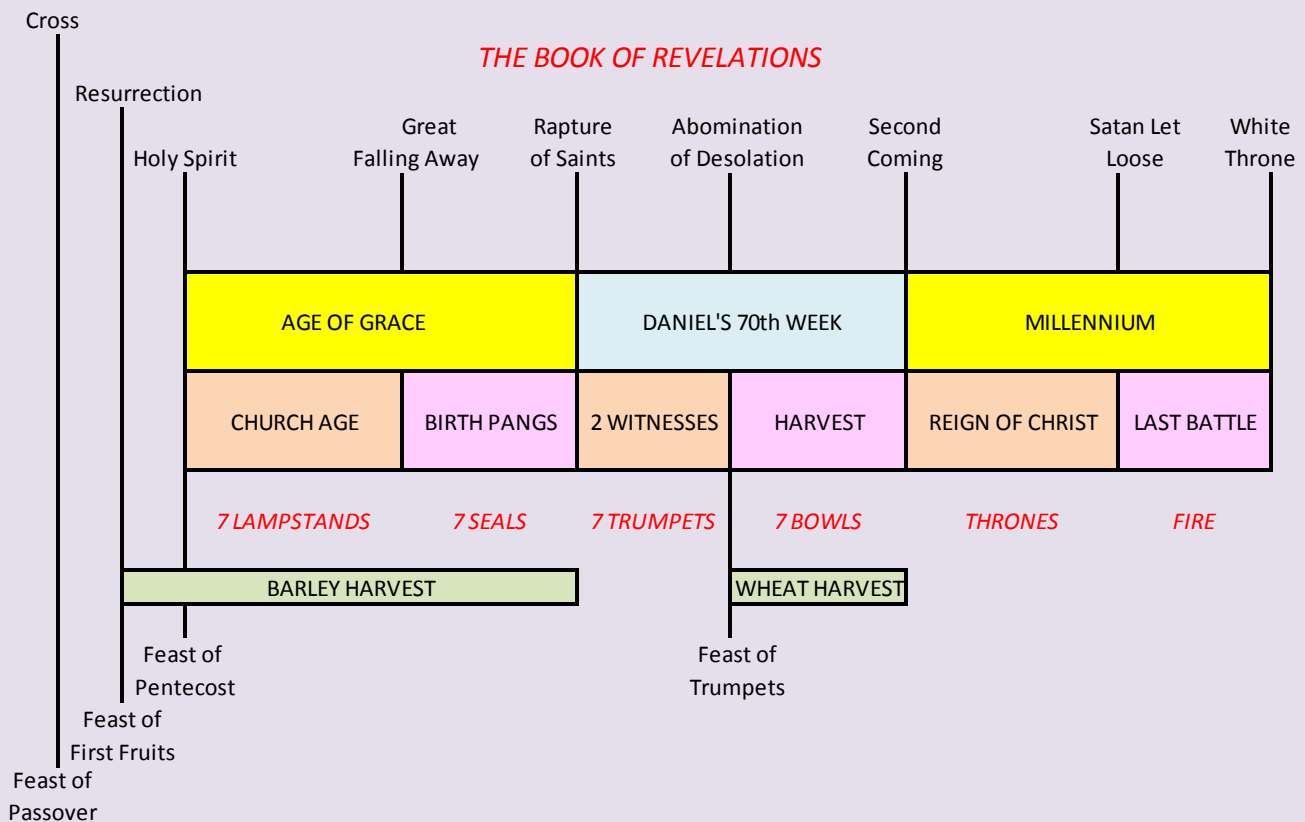 Cross
THE BOOK OF REVELATIONS
Resurrection
Holy Spirit
Great
Falling Away
Rapture
of Saints
Abomination
of Desolation
Second
Coming
Satan Let
Loose
White
Throne
AGE OF GRACE
DANIEL'S 70th WEEK
MILLENNIUM
CHURCH AGE
BIRTH PANGS
2 WITNESSES
HARVEST
REIGN OF CHRIST
LAST BATTLE
7 LAMPSTANDS
7 SEALS
7 TRUMPETS
7 BOWLS
THRONES
FIRE
BARLEY HARVEST
WHEAT HARVEST
Feast of
Pentecost
Feast of
Trumpets
Feast of
First Fruits
Feast of
Passover